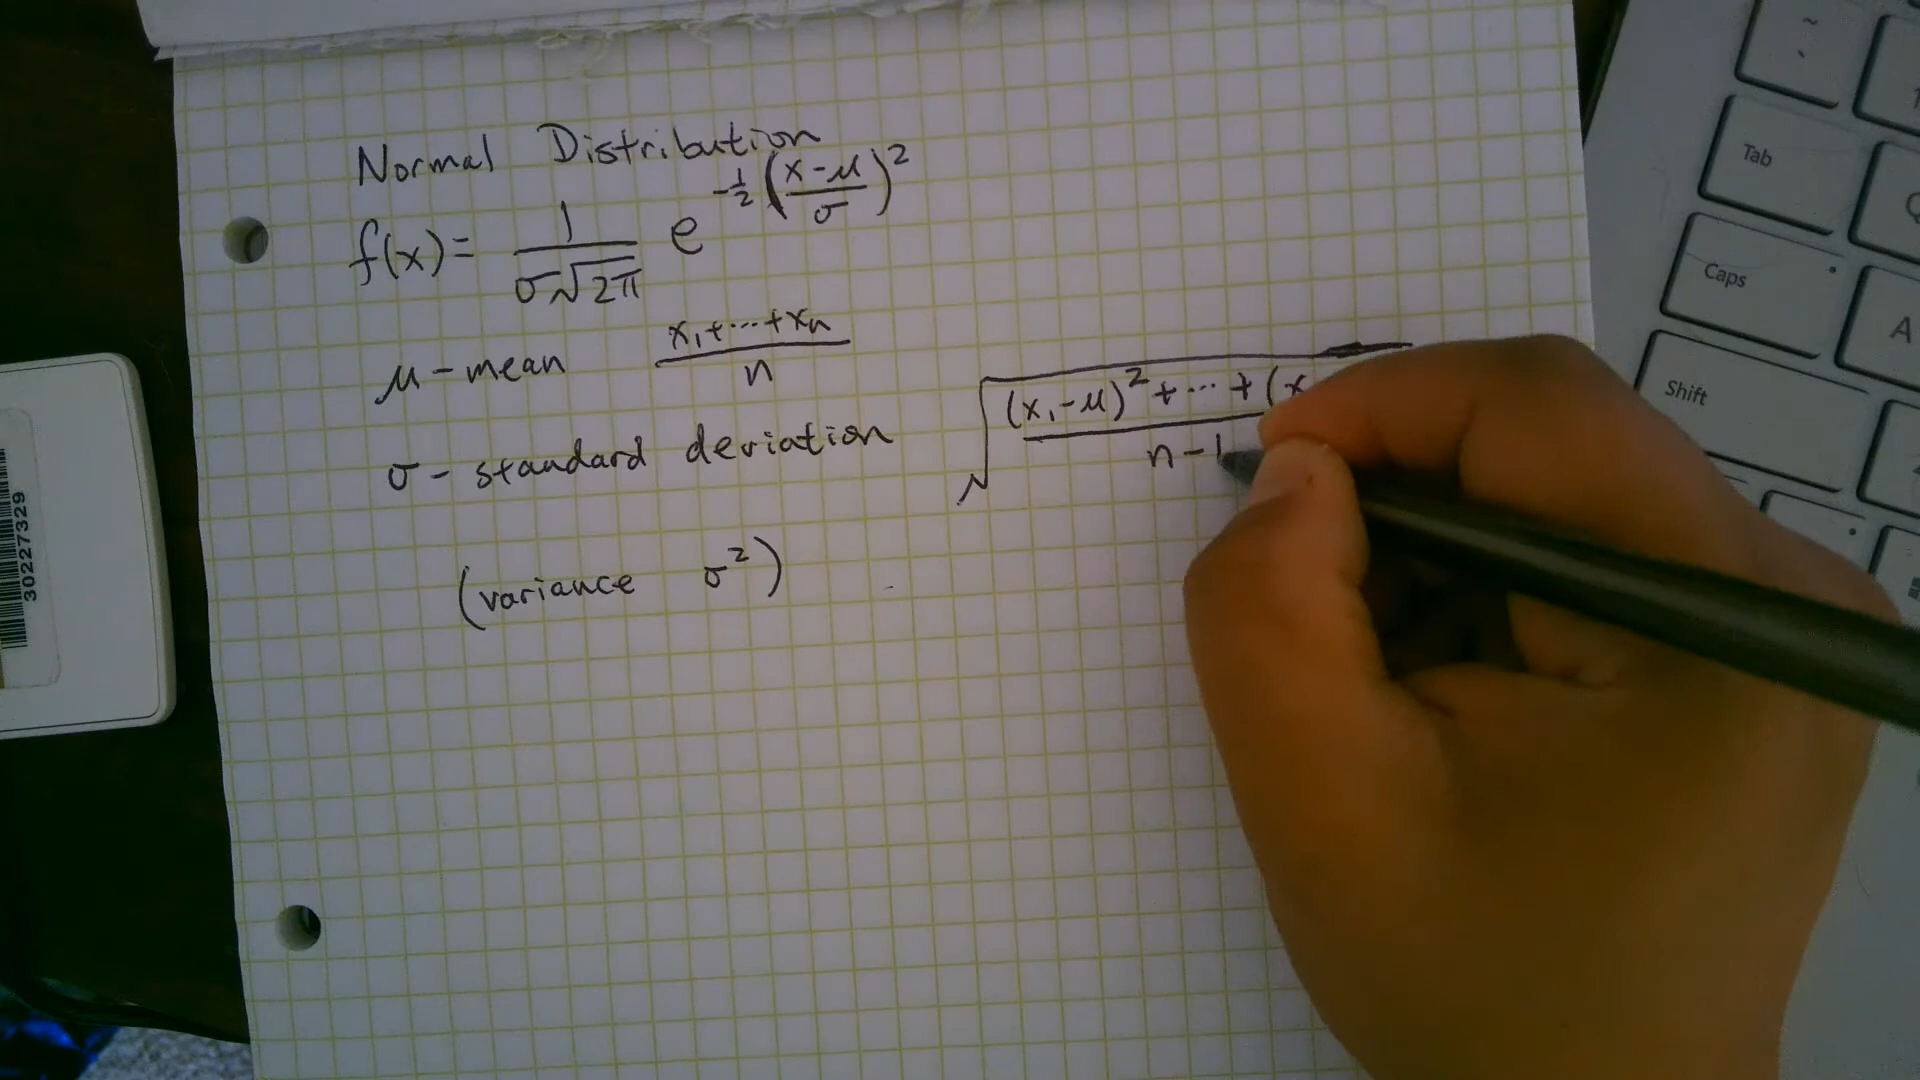 Normal Distribution
f(x) = 1/(σ√(2π)) e^(-1/2 ((x-μ)/σ)^2)
μ - mean (x₁+⋯+xₙ)/n
σ - standard deviation √(((x₁-μ)²+⋯+(x / n-1
(variance σ²)
30227329
~
`
Tab
Q
Caps
A
Shift